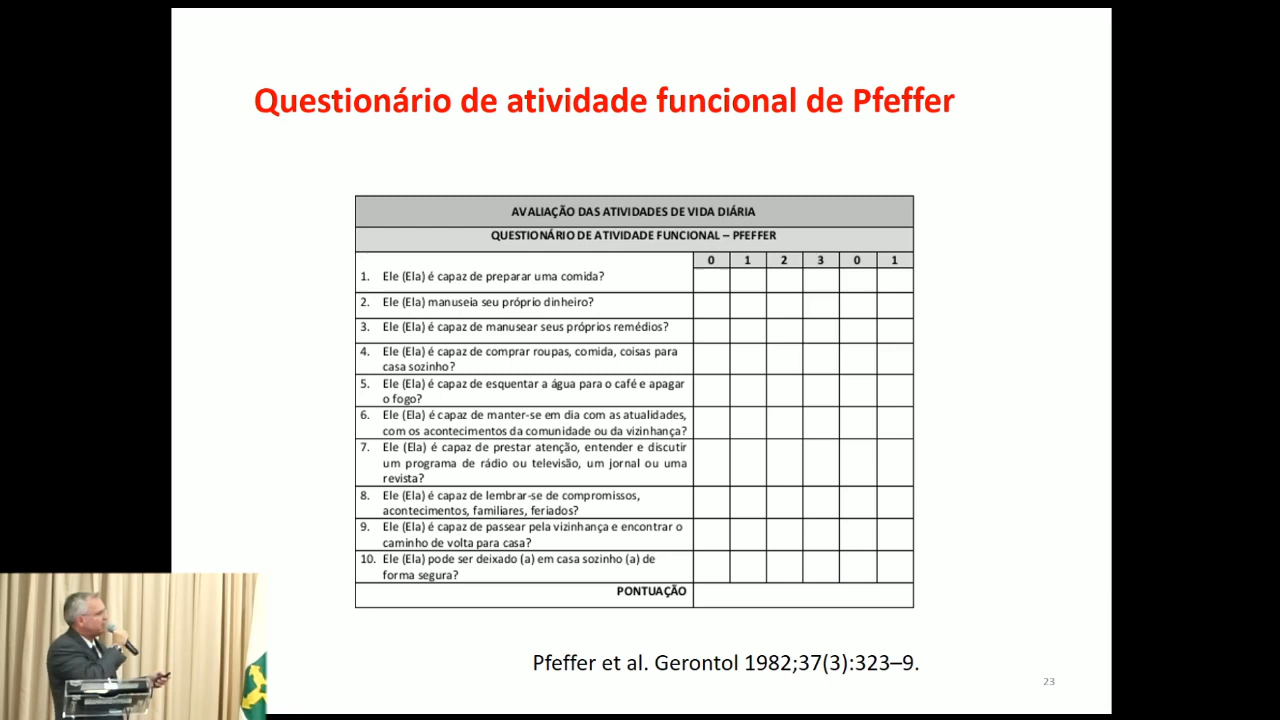 Questionário de atividade funcional de Pfeffer
AVALIAÇÃO DAS ATIVIDADES DE VIDA DIÁRIA
QUESTIONÁRIO DE ATIVIDADE FUNCIONAL – PFEFFER
0 1 2 3 0 1
1. Ele (Ela) é capaz de preparar uma comida?
2. Ele (Ela) manuseia seu próprio dinheiro?
3. Ele (Ela) é capaz de manusear seus próprios remédios?
4. Ele (Ela) é capaz de comprar roupas, comida, coisas para
casa sozinho?
5. Ele (Ela) é capaz de esquentar a água para o café e apagar
o fogo?
6. Ele (Ela) é capaz de manter-se em dia com as atualidades,
com os acontecimentos da comunidade ou da vizinhança?
7. Ele (Ela) é capaz de prestar atenção, entender e discutir
um programa de rádio ou televisão, um jornal ou uma
revista?
8. Ele (Ela) é capaz de lembrar-se de compromissos,
acontecimentos, familiares, feriados?
9. Ele (Ela) é capaz de passear pela vizinhança e encontrar o
caminho de volta para casa?
10. Ele (Ela) pode ser deixado (a) em casa sozinho (a) de
forma segura?
PONTUAÇÃO
Pfeffer et al. Gerontol 1982;37(3):323–9.
23